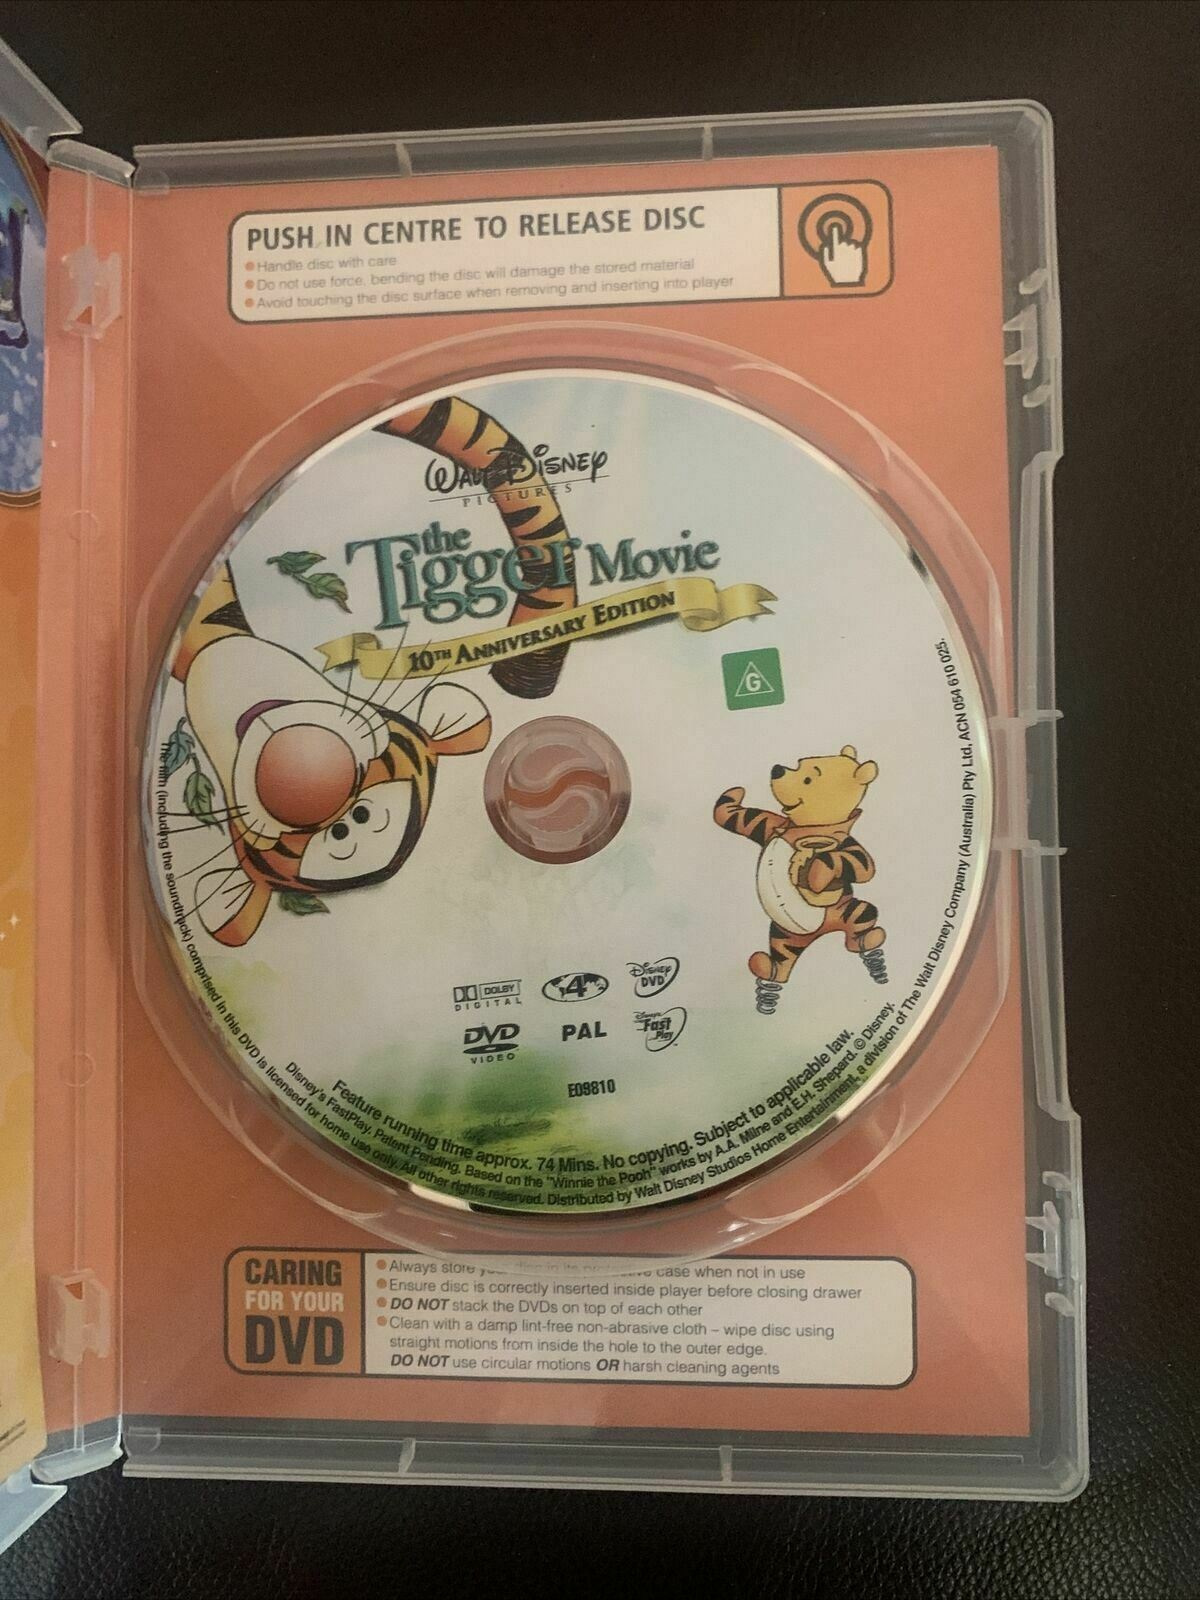 PUSH IN CENTRE TO RELEASE DISC
Handle disc with care
Do not use force, bending the disc will damage the stored material
Avoid touching the disc surface when removing and inserting into player
WALT DISNEY
PICTURES
the
Tigger Movie
10TH ANNIVERSARY EDITION
G
DOLBY
DIGITAL
4
DISNEY
DVD
DVD
VIDEO
PAL
Disney's
Fast
Play
E09810
Feature running time approx. 74 Mins. No copying. Subject to applicable law.
Disney's FastPlay. Patent Pending. Based on the "Winnie the Pooh" works by A.A. Milne and E.H. Shepard. © Disney.
The film (including the soundtrack) comprised in this DVD is licensed for home use only. All other rights reserved. Distributed by Walt Disney Studios Home Entertainment, a division of The Walt Disney Company (Australia) Pty Ltd, ACN 054 610 025.
CARING
FOR YOUR
DVD
Always store your disc in its protective case when not in use
Ensure disc is correctly inserted inside player before closing drawer
DO NOT stack the DVDs on top of each other
Clean with a damp lint-free non-abrasive cloth – wipe disc using
straight motions from inside the hole to the outer edge.
DO NOT use circular motions OR harsh cleaning agents